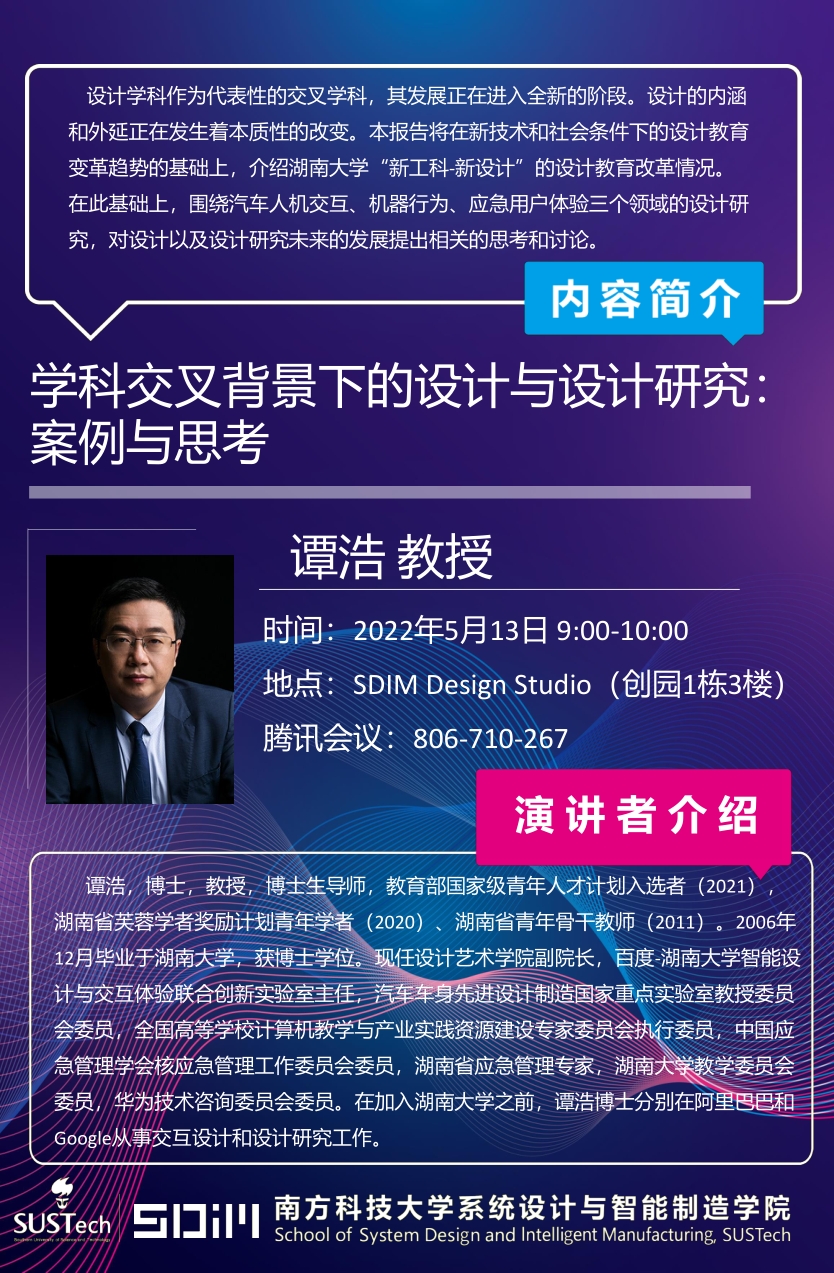 设计学科作为代表性的交叉学科，其发展正在进入全新的阶段。设计的内涵
和外延正在发生着本质性的改变。本报告将在新技术和社会条件下的设计教育
变革趋势的基础上，介绍湖南大学“新工科-新设计”的设计教育改革情况。
在此基础上，围绕汽车人机交互、机器行为、应急用户体验三个领域的设计研
究，对设计以及设计研究未来的发展提出相关的思考和讨论。
内容简介
学科交叉背景下的设计与设计研究：
案例与思考
谭浩 教授
时间：2022年5月13日 9:00-10:00
地点：SDIM Design Studio（创园1栋3楼）
腾讯会议：806-710-267
演讲者介绍
谭浩，博士，教授，博士生导师，教育部国家级青年人才计划入选者（2021），
湖南省芙蓉学者奖励计划青年学者（2020）、湖南省青年骨干教师（2011）。2006年
12月毕业于湖南大学，获博士学位。现任设计艺术学院副院长，百度-湖南大学智能设
计与交互体验联合创新实验室主任，汽车车身先进设计制造国家重点实验室教授委员
会委员，全国高等学校计算机教学与产业实践资源建设专家委员会执行委员，中国应
急管理学会核应急管理工作委员会委员，湖南省应急管理专家，湖南大学教学委员会
委员，华为技术咨询委员会委员。在加入湖南大学之前，谭浩博士分别在阿里巴巴和
Google从事交互设计和设计研究工作。
SUSTech
Southern University of Science and Technology
SDIM
南方科技大学系统设计与智能制造学院
School of System Design and Intelligent Manufacturing, SUSTech